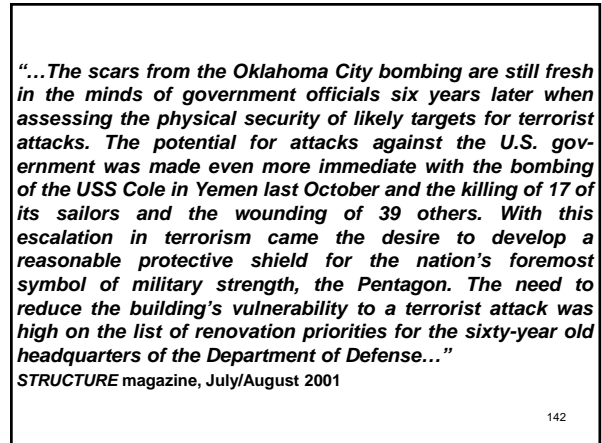 “…The scars from the Oklahoma City bombing are still fresh
in the minds of government officials six years later when
assessing the physical security of likely targets for terrorist
attacks. The potential for attacks against the U.S. gov-
ernment was made even more immediate with the bombing
of the USS Cole in Yemen last October and the killing of 17 of
its sailors and the wounding of 39 others. With this
escalation in terrorism came the desire to develop a
reasonable protective shield for the nation’s foremost
symbol of military strength, the Pentagon. The need to
reduce the building’s vulnerability to a terrorist attack was
high on the list of renovation priorities for the sixty-year old
headquarters of the Department of Defense…”
STRUCTURE magazine, July/August 2001
142